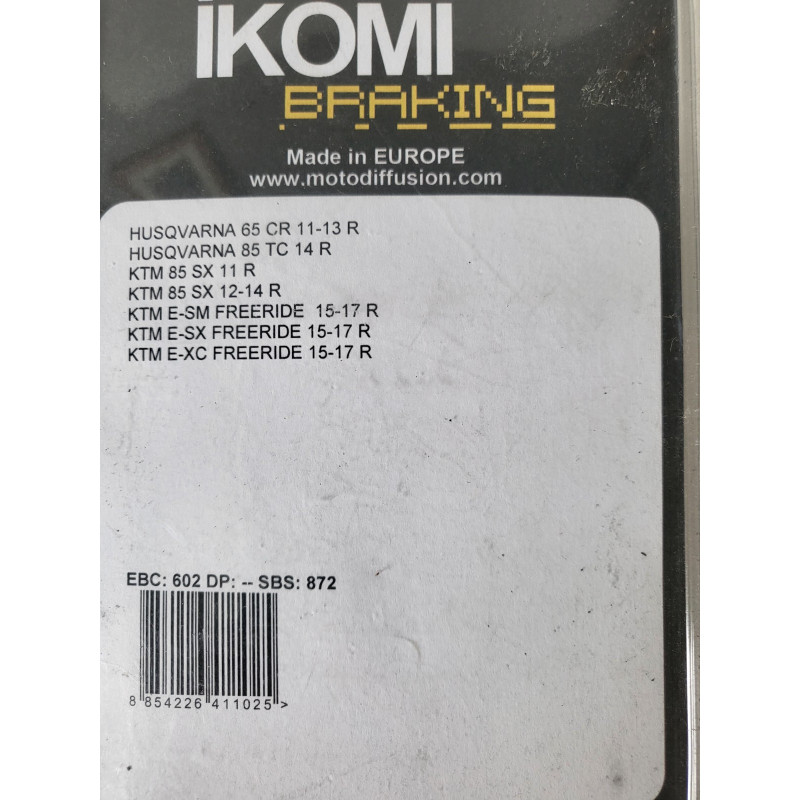 iKOMI
BRAKING
Made in EUROPE
www.motodiffusion.com
HUSQVARNA 65 CR 11-13 R
HUSQVARNA 85 TC 14 R
KTM 85 SX 11 R
KTM 85 SX 12-14 R
KTM E-SM FREERIDE  15-17 R
KTM E-SX FREERIDE 15-17 R
KTM E-XC FREERIDE 15-17 R
EBC: 602 DP: -- SBS: 872
8 854226 411025 >